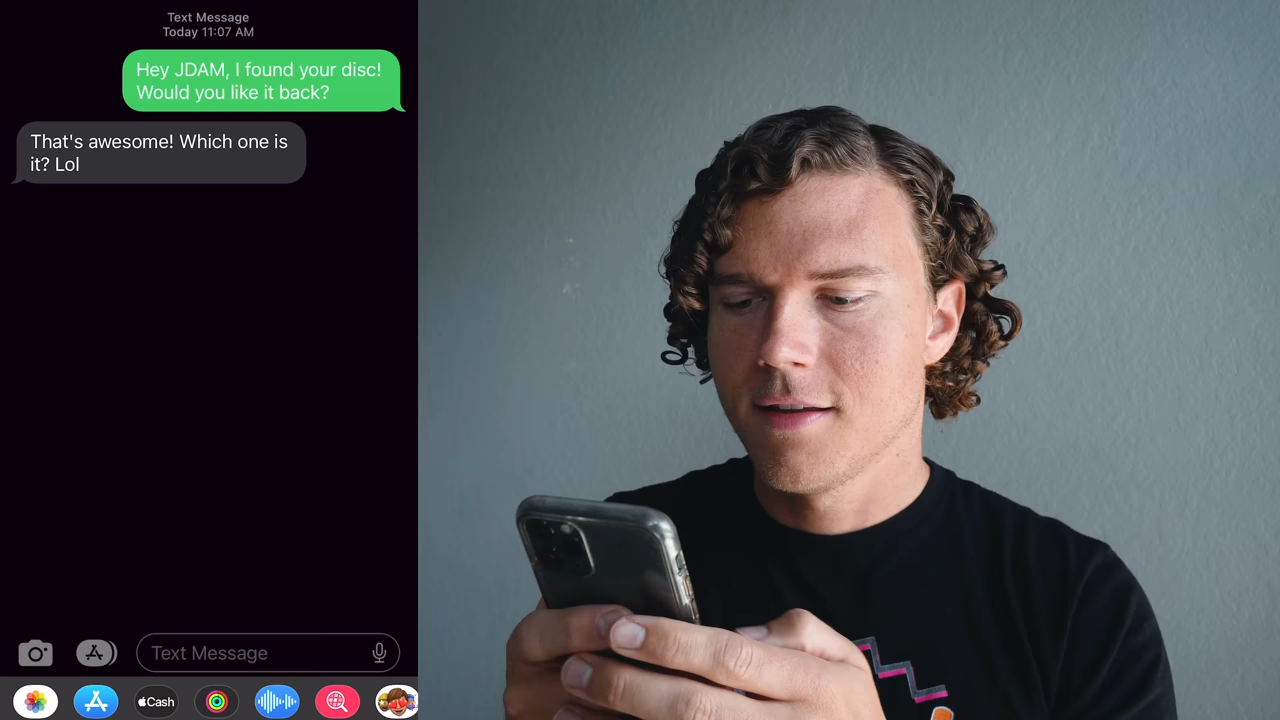 Text Message
Today 11:07 AM
Hey JDAM, I found your disc!
Would you like it back?
That's awesome! Which one is
it? Lol
Text Message
Cash